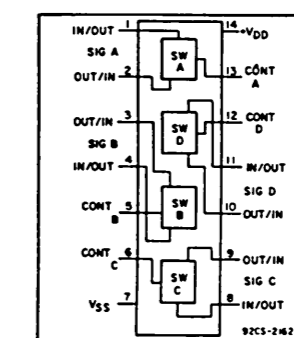 IN/OUT 1 14 +VDD
SIG A SW A
OUT/IN 2 13 CONT A
OUT/IN 3 12 CONT D
SIG B SW D
IN/OUT 4 11 IN/OUT
SIG D
CONT B 5 SW B 10 OUT/IN
CONT C 6 9 OUT/IN
SW C SIG C
VSS 7 8 IN/OUT
92CS-2162